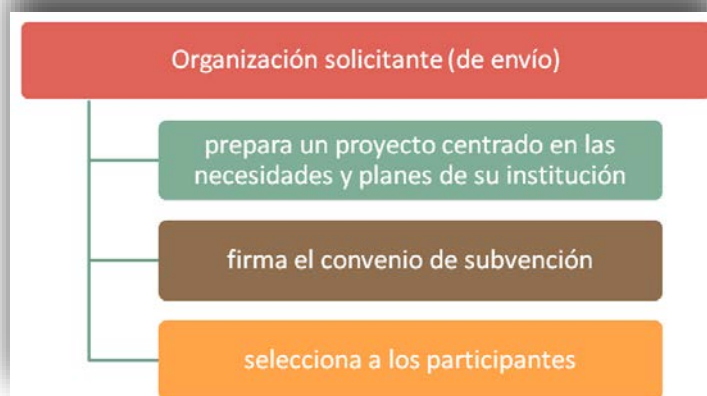 Organización solicitante (de envío)
prepara un proyecto centrado en las
necesidades y planes de su institución
firma el convenio de subvención
selecciona a los participantes